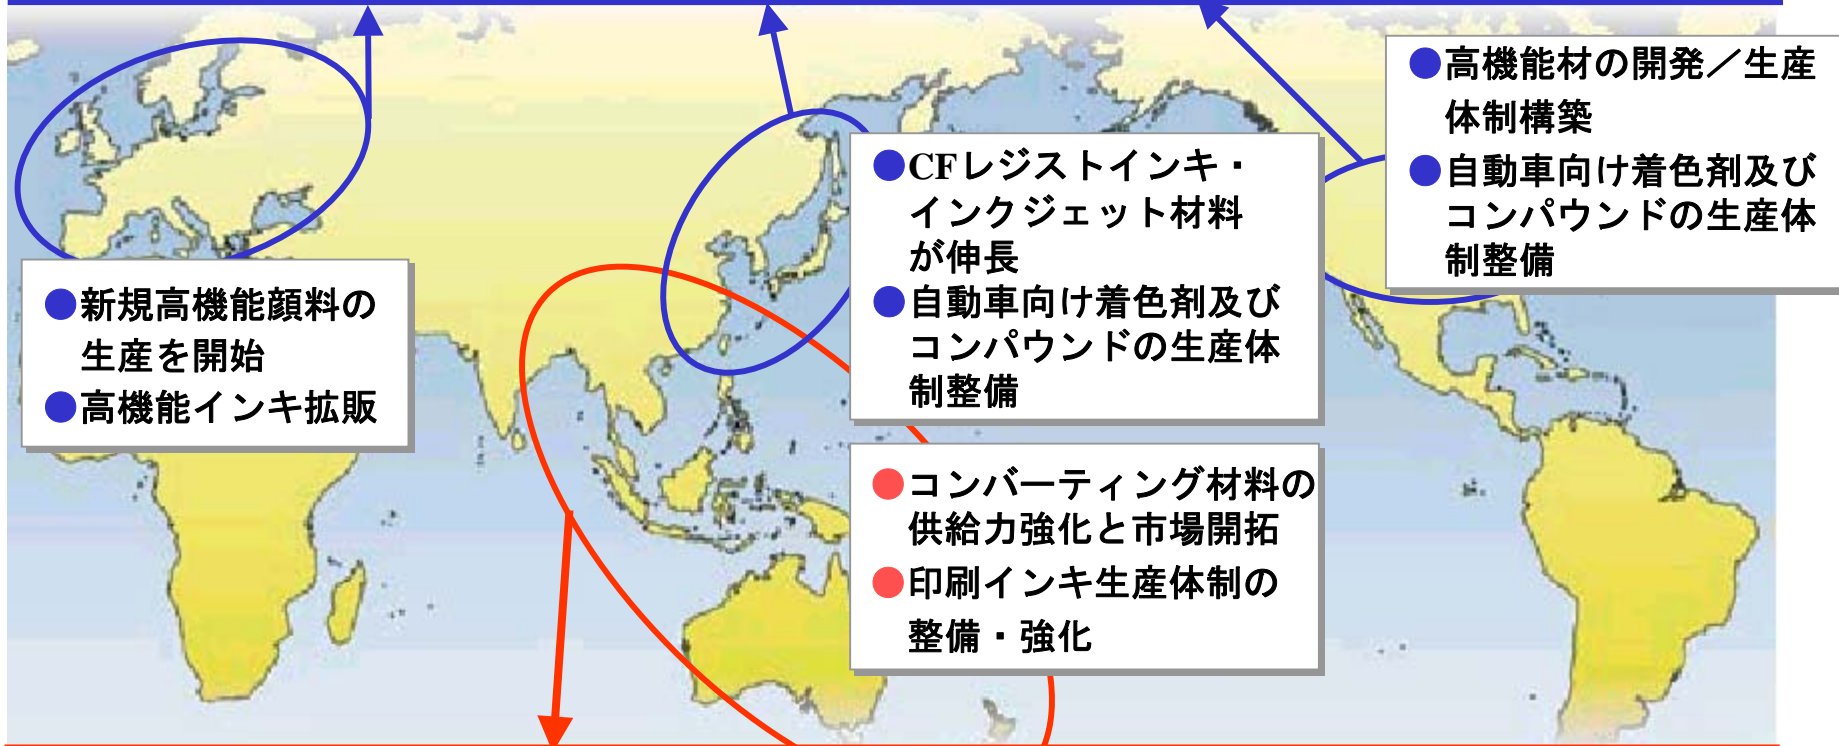 ●高機能材の開発／生産
体制構築
●自動車向け着色剤及び
コンパウンドの生産体
制整備
●CFレジストインキ・
インクジェット材料
が伸長
●自動車向け着色剤及び
コンパウンドの生産体
制整備
●新規高機能顔料の
生産を開始
●高機能インキ拡販
●コンバーティング材料の
供給力強化と市場開拓
●印刷インキ生産体制の
整備・強化